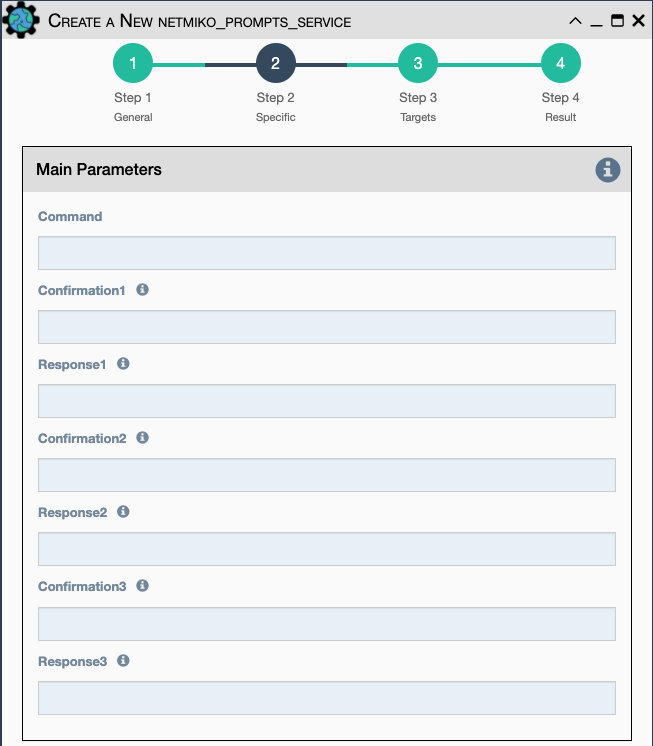 Create a New netmiko_prompts_service
1 2 3 4
Step 1 Step 2 Step 3 Step 4
General Specific Targets Result
Main Parameters
Command
Confirmation1
Response1
Confirmation2
Response2
Confirmation3
Response3